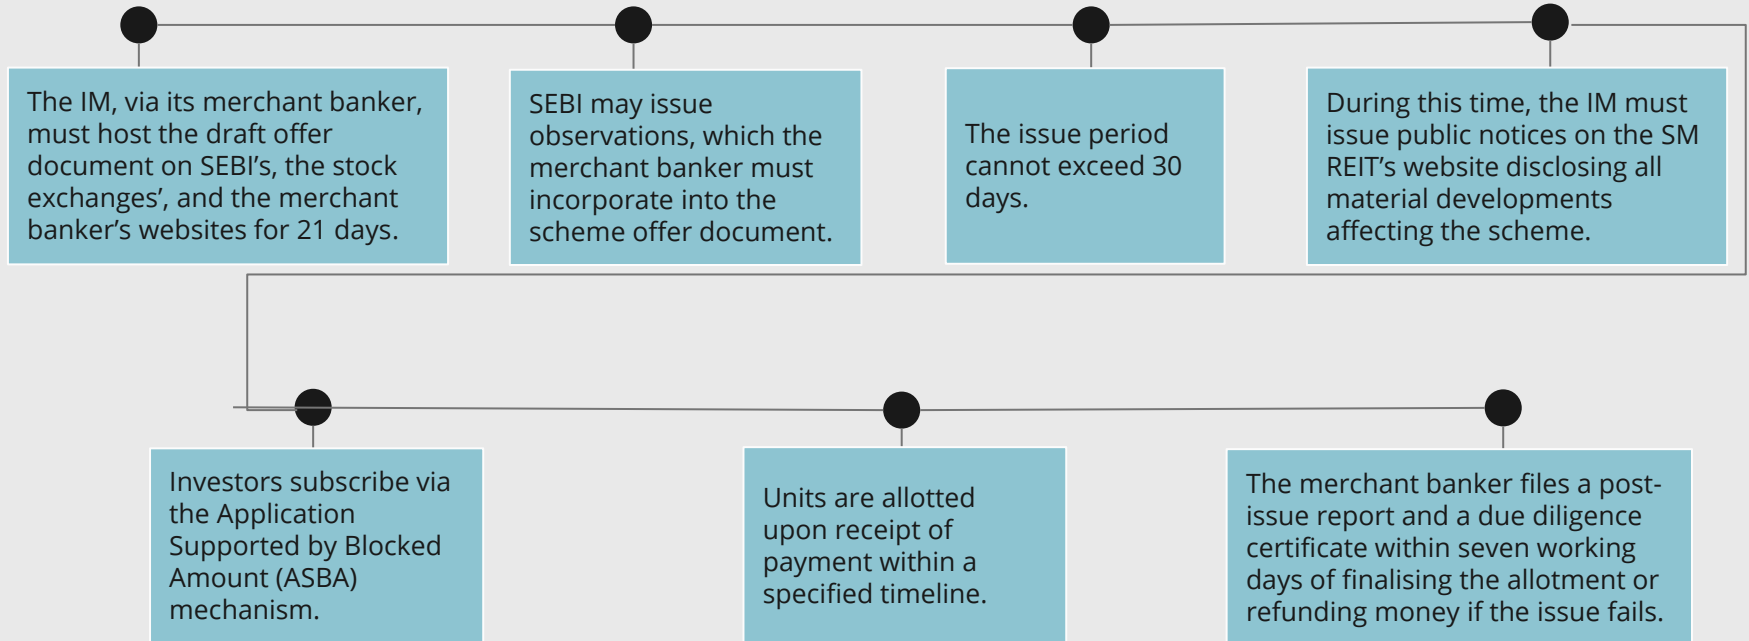 The IM, via its merchant banker,
must host the draft offer
document on SEBI’s, the stock
exchanges’, and the merchant
banker’s websites for 21 days.
SEBI may issue
observations, which the
merchant banker must
incorporate into the
scheme offer document.
The issue period
cannot exceed 30
days.
During this time, the IM must
issue public notices on the SM
REIT’s website disclosing all
material developments
affecting the scheme.
Investors subscribe via
the Application
Supported by Blocked
Amount (ASBA)
mechanism.
Units are allotted
upon receipt of
payment within a
specified timeline.
The merchant banker files a post-
issue report and a due diligence
certificate within seven working
days of finalising the allotment or
refunding money if the issue fails.